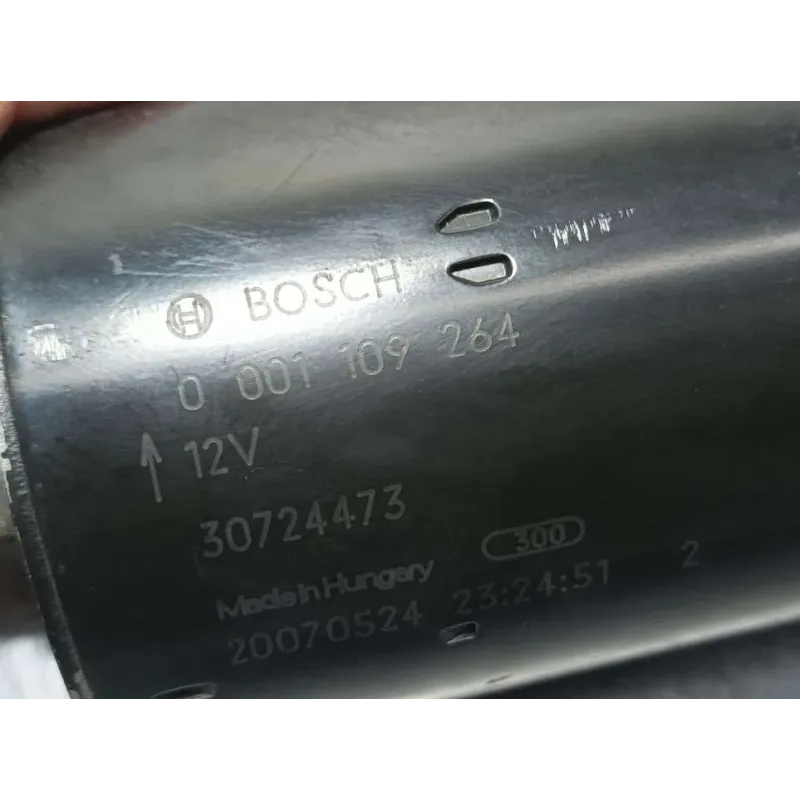 BOSCH
0 001 109 264
12V
30724473
300
Made in Hungary
20070524 23:24:51 2